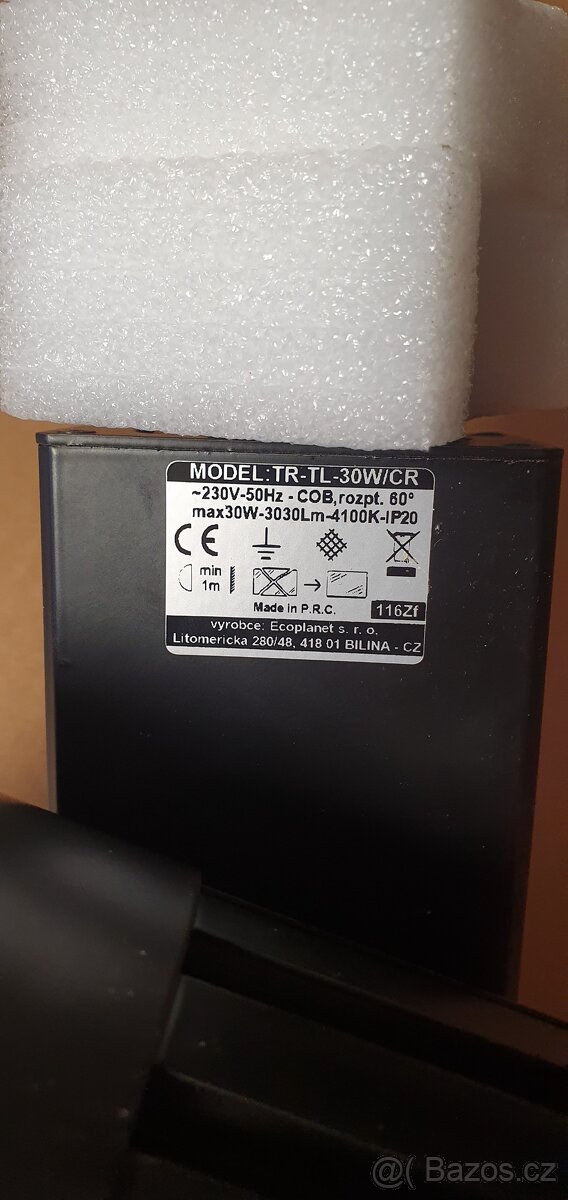 MODEL:TR-TL-30W/CR
~230V-50Hz - COB,rozpt. 60°
max30W-3030Lm-4100K-IP20
CE
min
1m
Made in P.R.C.
116Zf
vyrobce: Ecoplanet s. r. o.
Litomericka 280/48, 418 01 BILINA - CZ
@( Bazos.cz